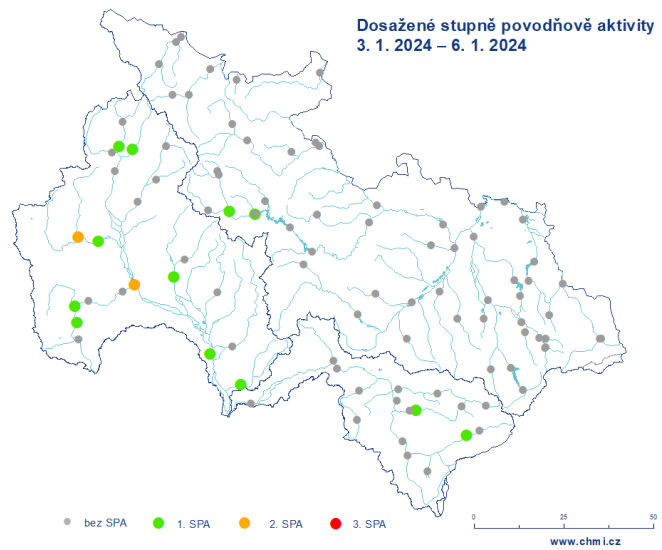 Dosažené stupně povodňové aktivity
3. 1. 2024 – 6. 1. 2024
bez SPA
1. SPA
2. SPA
3. SPA
0 25 50
www.chmi.cz